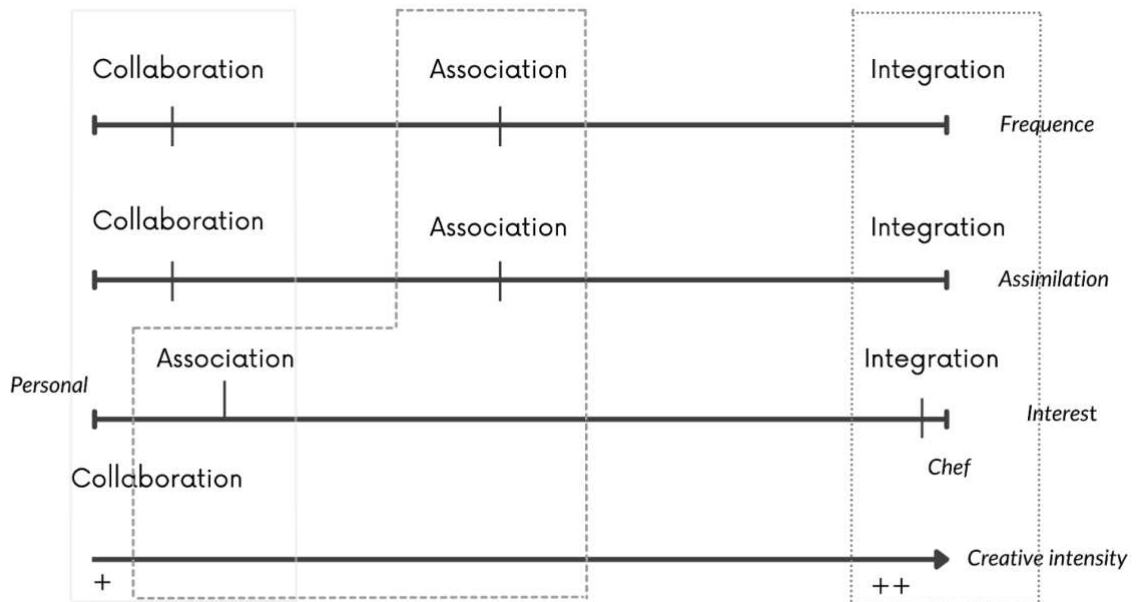 Collaboration Association Integration
Frequence
Collaboration Association Integration
Assimilation
Association Integration
Personal
Interest
Chef
Collaboration
Creative intensity
+ ++